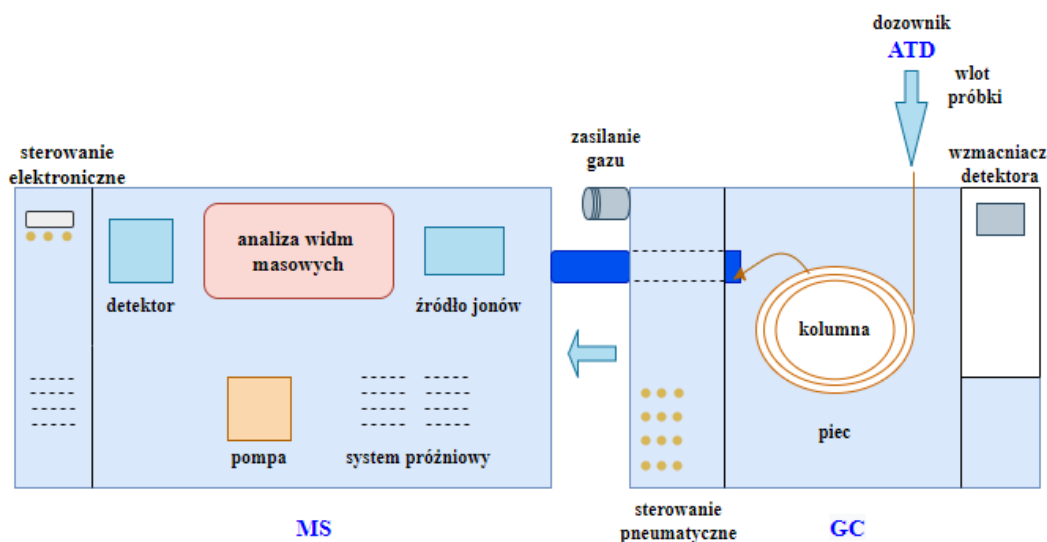 dozownik
ATD
wlot
próbki
zasilanie
gazu
wzmacniacz
detektora
sterowanie
elektroniczne
analiza widm
masowych
detektor
źródło jonów
kolumna
pompa
system próżniowy
piec
sterowanie
pneumatyczne
MS
GC